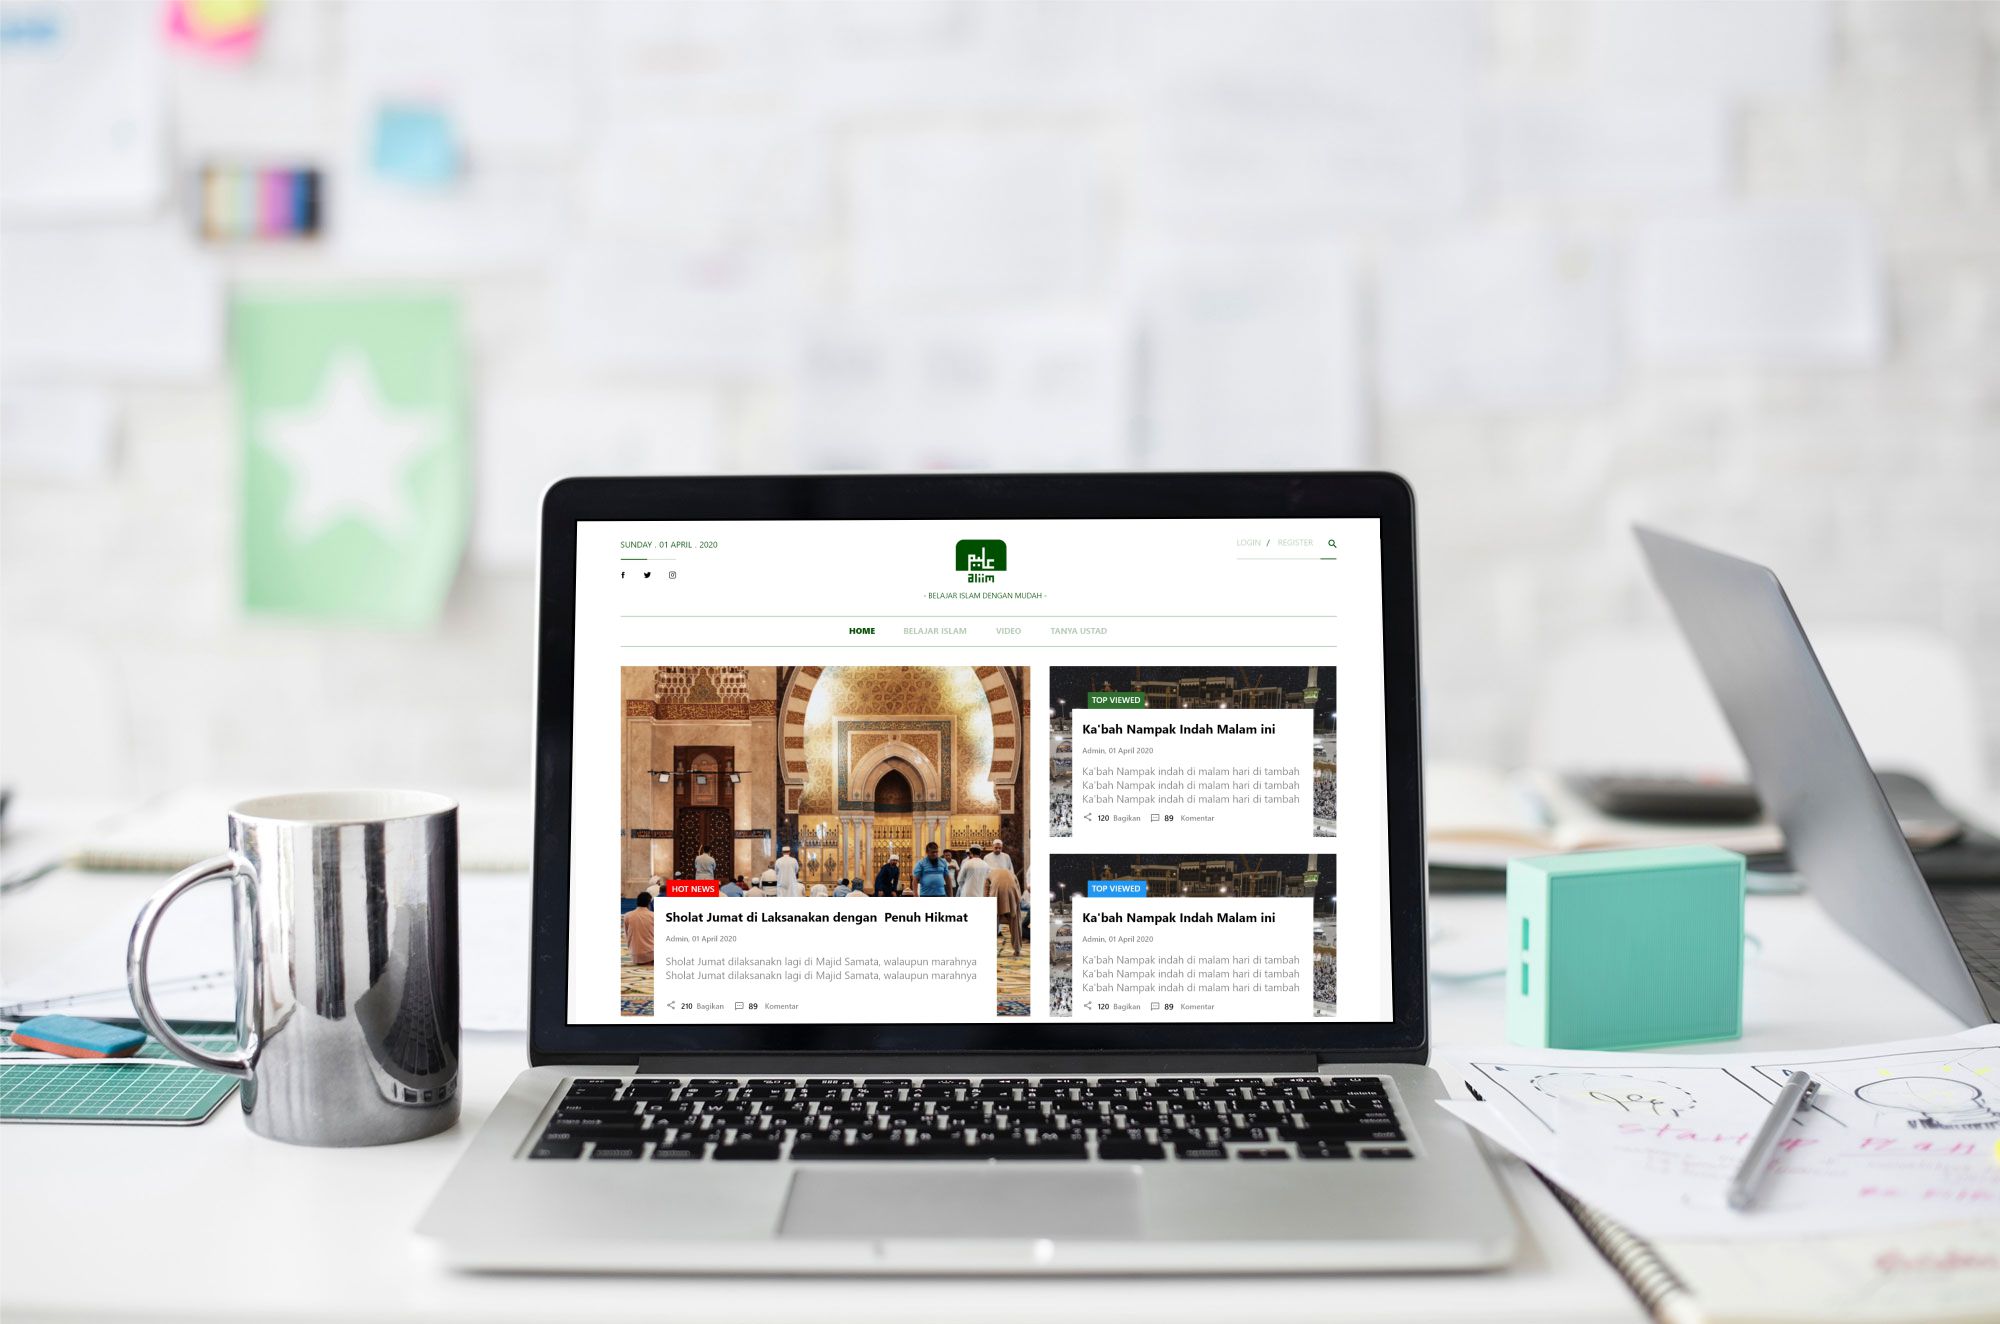 SUNDAY . 01 APRIL . 2020
عليم
aliim
- BELAJAR ISLAM DENGAN MUDAH -
LOGIN / REGISTER
HOME BELAJAR ISLAM VIDEO TANYA USTAD
HOT NEWS
Sholat Jumat di Laksanakan dengan Penuh Hikmat
Admin, 01 April 2020
Sholat Jumat dilaksanakn lagi di Majid Samata, walaupun marahnya
Sholat Jumat dilaksanakn lagi di Majid Samata, walaupun marahnya
210 Bagikan 89 Komentar
TOP VIEWED
Ka'bah Nampak Indah Malam ini
Admin, 01 April 2020
Ka'bah Nampak indah di malam hari di tambah
Ka'bah Nampak indah di malam hari di tambah
Ka'bah Nampak indah di malam hari di tambah
120 Bagikan 89 Komentar
TOP VIEWED
Ka'bah Nampak Indah Malam ini
Admin, 01 April 2020
Ka'bah Nampak indah di malam hari di tambah
Ka'bah Nampak indah di malam hari di tambah
Ka'bah Nampak indah di malam hari di tambah
120 Bagikan 89 Komentar
startup